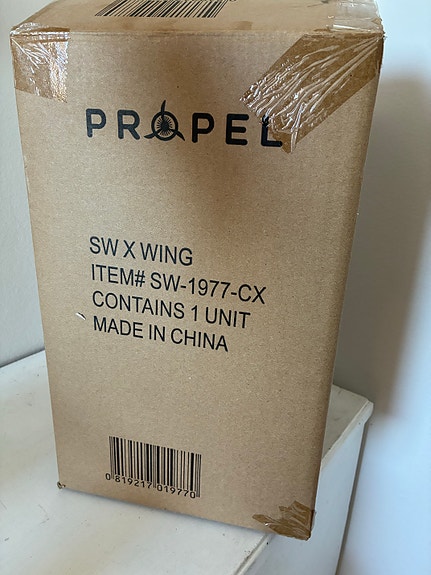 PROPEL
SW X WING
ITEM# SW-1977-CX
CONTAINS 1 UNIT
MADE IN CHINA
0 819217 019770